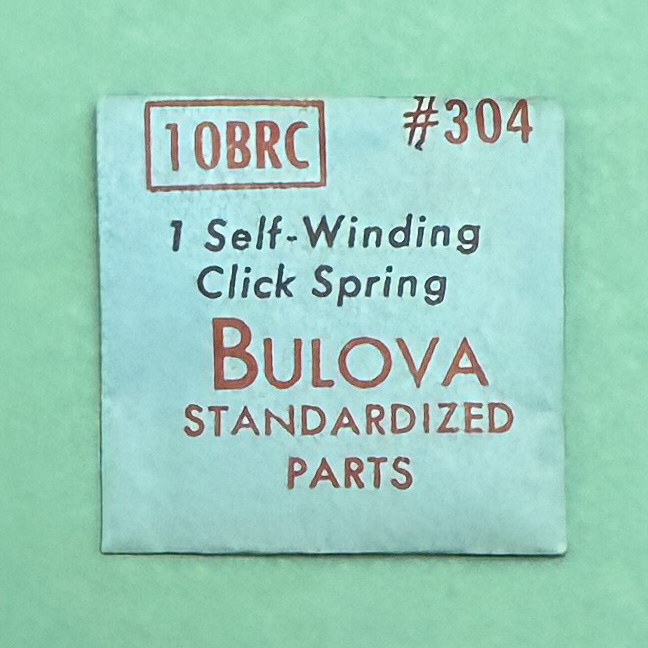 10BRC #304
1 Self-Winding
Click Spring
BULOVA
STANDARDIZED
PARTS